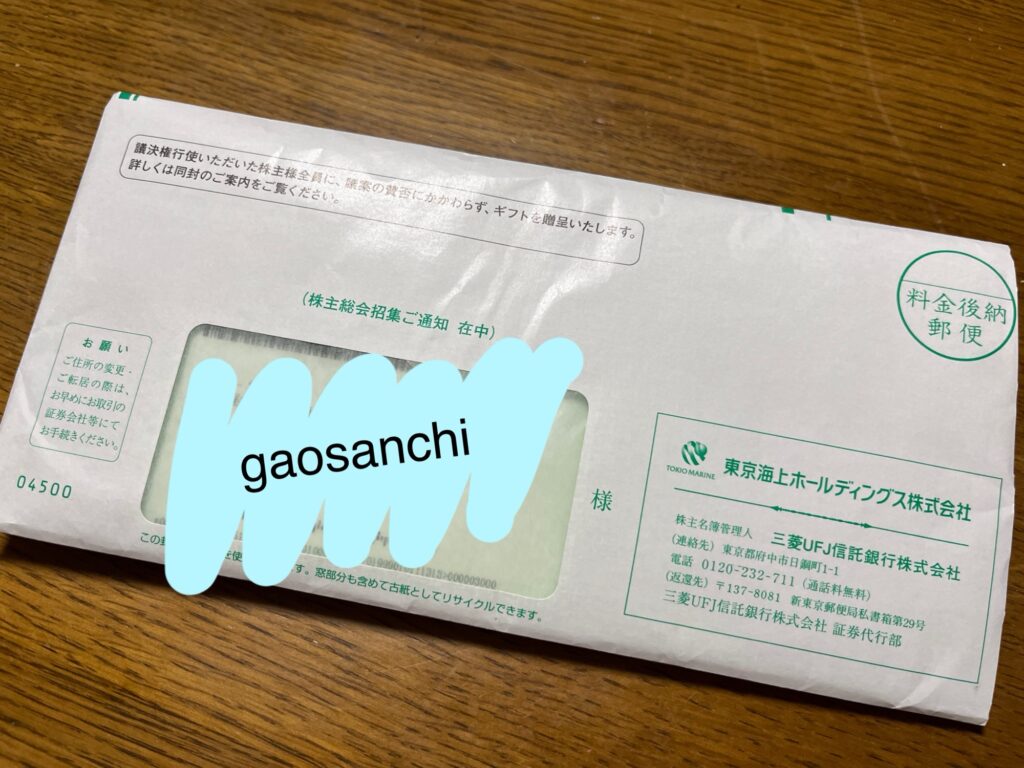 議決権行使いただいた株主様全員に、議案の賛否にかかわらず、ギフトを贈呈いたします。
詳しくは同封のご案内をご覧ください。
料金後納
郵便
(株主総会招集ご通知 在中)
お願い
ご住所の変更・
ご転居の際は、
お早めにお取引の
証券会社等にて
お手続きください。
04500
gaosanchi
様
TOKIO MARINE
東京海上ホールディングス株式会社
株主名簿管理人 三菱UFJ信託銀行株式会社
(連絡先) 東京都府中市日鋼町1-1
電話 0120-232-711 (通話料無料)
(返還先) 〒137-8081 新東京郵便局私書箱第29号
三菱UFJ信託銀行株式会社 証券代行部
この封
を使
す。窓部分も含めて古紙としてリサイクルできます。